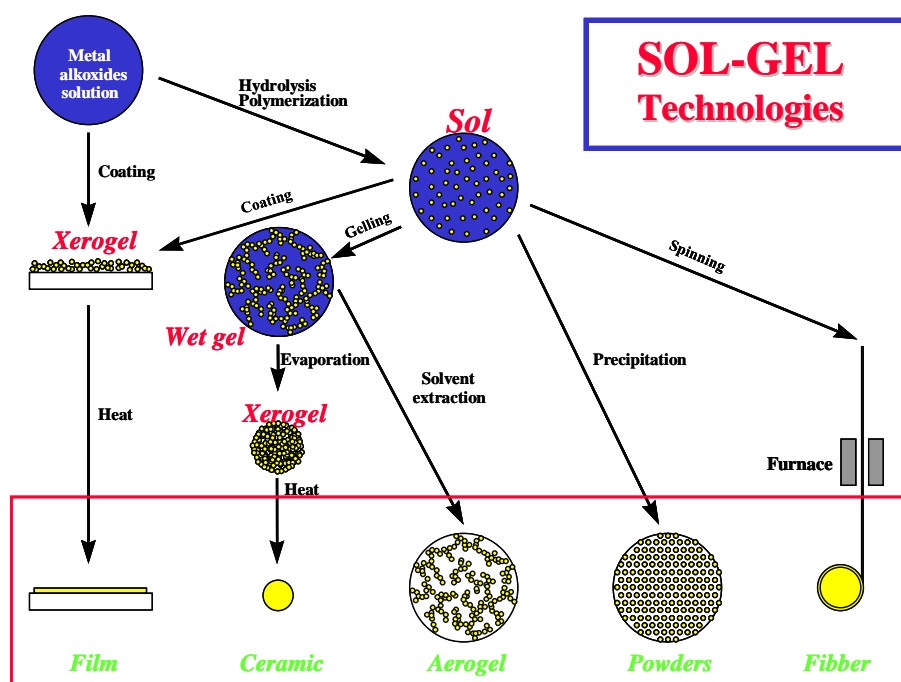 Metal
alkoxides
solution
SOL-GEL
Technologies
Hydrolysis
Polymerization
Sol
Coating
Coating
Gelling
Xerogel
Spinning
Wet gel
Evaporation
Solvent
extraction
Precipitation
Heat
Xerogel
Furnace
Heat
Film
Ceramic
Aerogel
Powders
Fibber